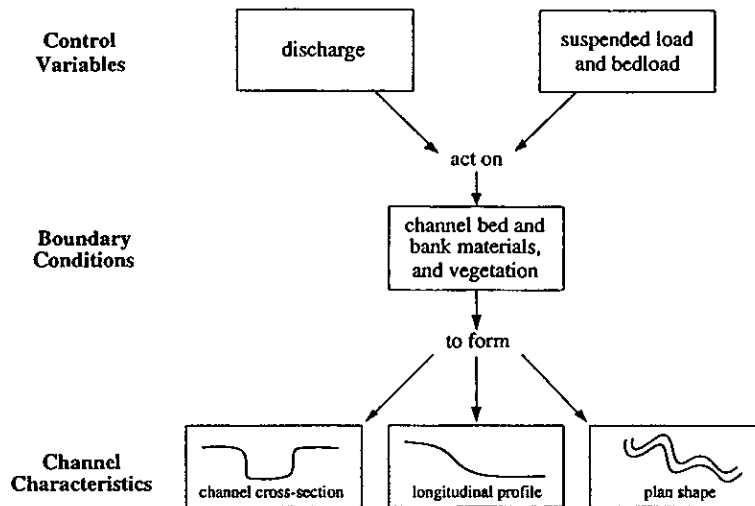 Control
Variables
discharge
suspended load
and bedload
act on
Boundary
Conditions
channel bed and
bank materials,
and vegetation
to form
Channel
Characteristics
channel cross-section
longitudinal profile
plan shape